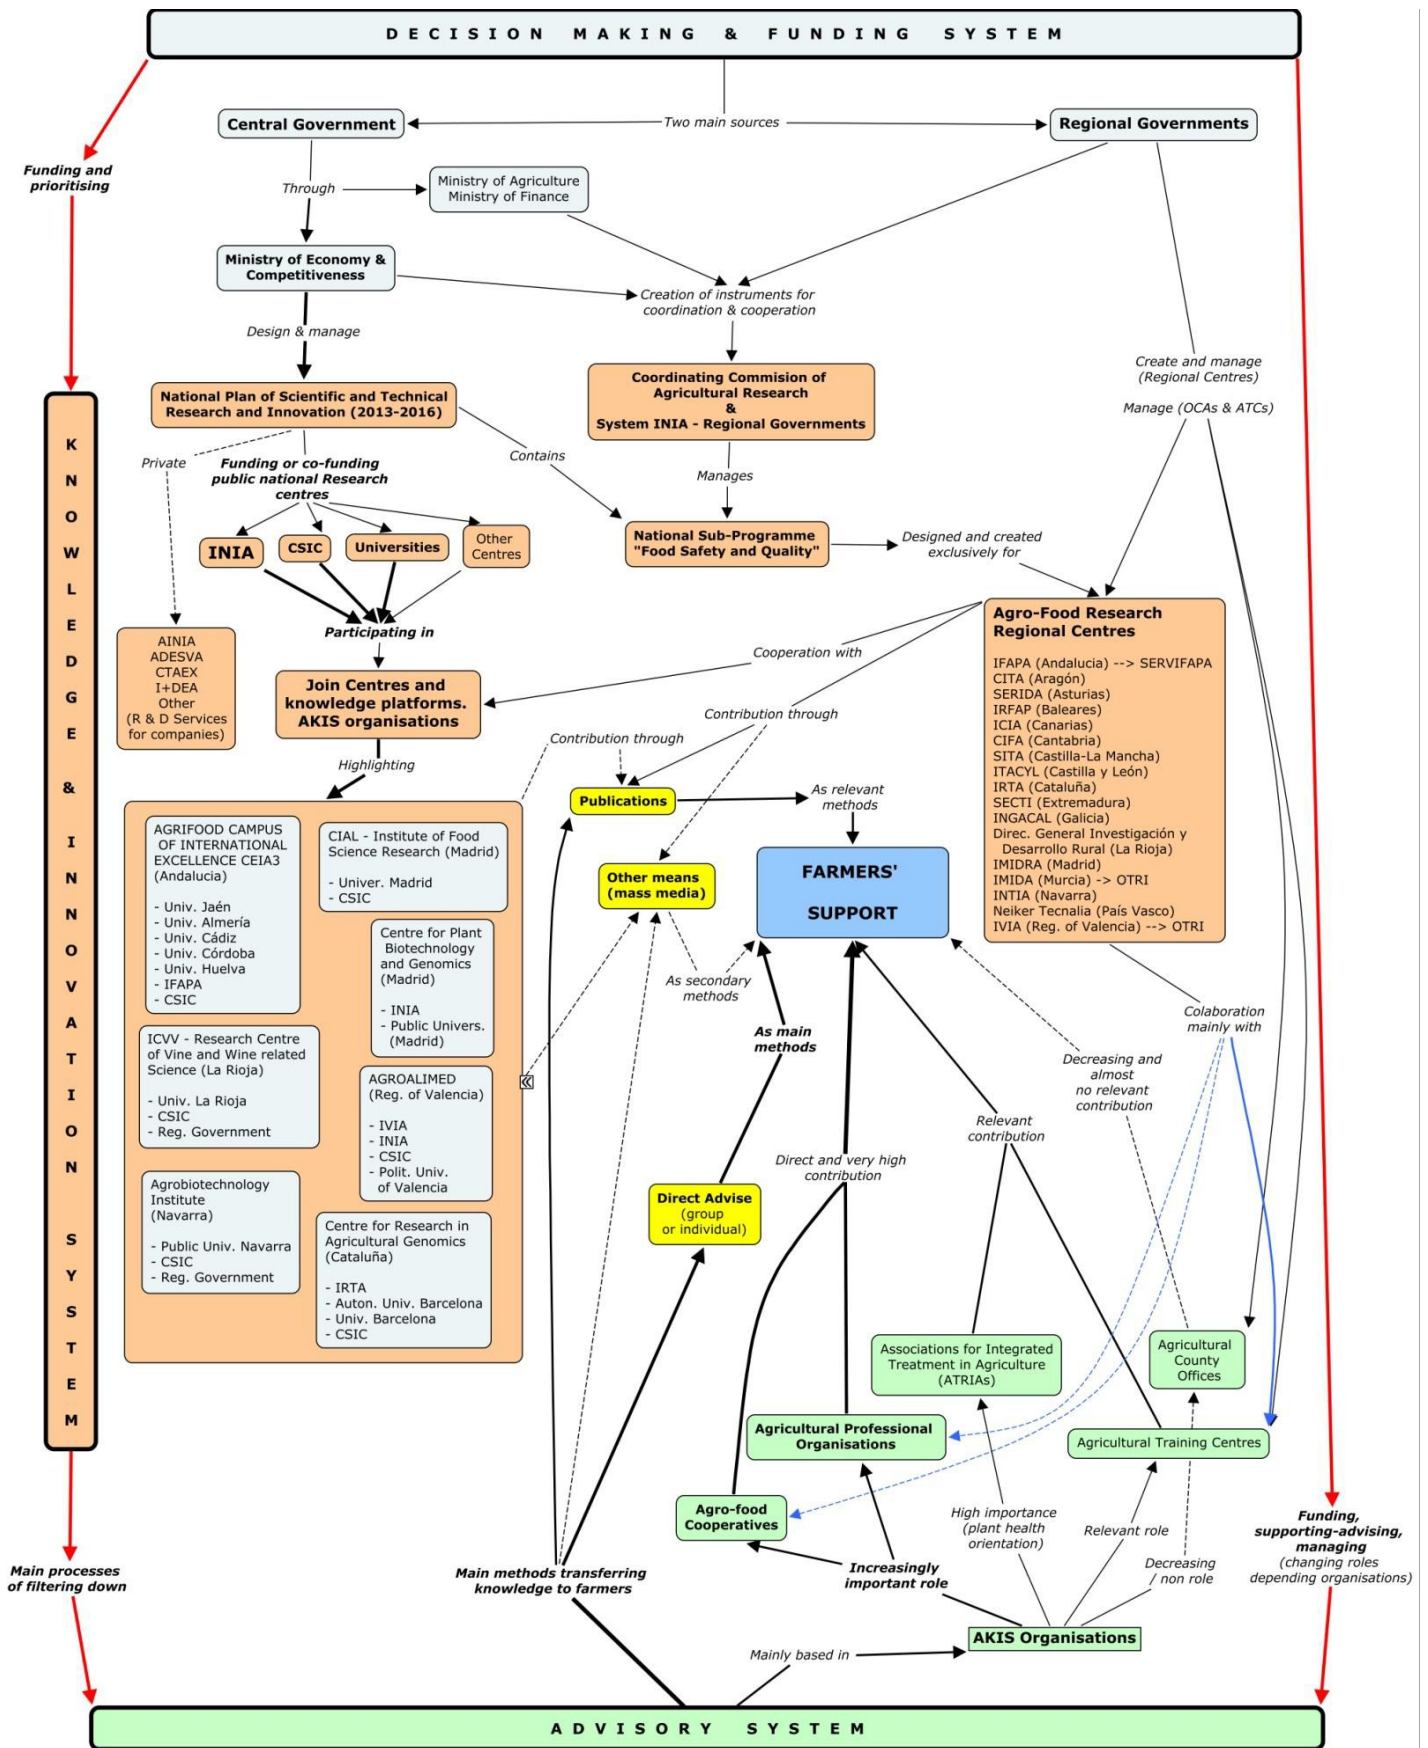 DECISION MAKING & FUNDING SYSTEM
Central Government
Two main sources
Regional Governments
Funding and
prioritising
Through
Ministry of Agriculture
Ministry of Finance
Ministry of Economy &
Competitiveness
Creation of instruments for
coordination & cooperation
Design & manage
Create and manage
(Regional Centres)
Manage (OCAs & ATCs)
National Plan of Scientific and Technical
Research and Innovation (2013-2016)
Coordinating Commision of
Agricultural Research
&
System INIA - Regional Governments
KNOWLEDGE & INNOVATION SYSTEM
Private
Funding or co-funding
public national Research
centres
Contains
Manages
INIA
CSIC
Universities
Other
Centres
National Sub-Programme
"Food Safety and Quality"
Designed and created
exclusively for
AINIA
ADESVA
CTAEX
I+DEA
Other
(R & D Services
for companies)
Participating in
Cooperation with
Join Centres and
knowledge platforms.
AKIS organisations
Agro-Food Research
Regional Centres
IFAPA (Andalucia) --> SERVIFAPA
CITA (Aragón)
SERIDA (Asturias)
IRFAP (Baleares)
ICIA (Canarias)
CIFA (Cantabria)
SITA (Castilla-La Mancha)
ITACYL (Castilla y León)
IRTA (Cataluña)
SECTI (Extremadura)
INGACAL (Galicia)
Direc. General Investigación y
Desarrollo Rural (La Rioja)
IMIDRA (Madrid)
IMIDA (Murcia) -> OTRI
INTIA (Navarra)
Neiker Tecnalia (País Vasco)
IVIA (Reg. of Valencia) --> OTRI
Highlighting
Contribution through
Contribution through
Publications
As relevant
methods
Other means
(mass media)
FARMERS'
SUPPORT
As secondary
methods
AGRIFOOD CAMPUS
OF INTERNATIONAL
EXCELLENCE CEIA3
(Andalucia)
- Univ. Jaén
- Univ. Almería
- Univ. Cádiz
- Univ. Córdoba
- Univ. Huelva
- IFAPA
- CSIC
CIAL - Institute of Food
Science Research (Madrid)
- Univer. Madrid
- CSIC
Centre for Plant
Biotechnology
and Genomics
(Madrid)
- INIA
- Public Univers.
(Madrid)
ICVV - Research Centre
of Vine and Wine related
Science (La Rioja)
- Univ. La Rioja
- CSIC
- Reg. Government
AGROALIMED
(Reg. of Valencia)
- IVIA
- INIA
- CSIC
- Polit. Univ.
of Valencia
Agrobiotechnology
Institute
(Navarra)
- Public Univ. Navarra
- CSIC
- Reg. Government
Centre for Research in
Agricultural Genomics
(Cataluña)
- IRTA
- Auton. Univ. Barcelona
- Univ. Barcelona
- CSIC
As main
methods
Colaboration
mainly with
Decreasing and
almost
no relevant
contribution
Relevant
contribution
Direct and very high
contribution
Direct Advise
(group
or individual)
Associations for Integrated
Treatment in Agriculture
(ATRIAs)
Agricultural
County
Offices
Agricultural Professional
Organisations
Agricultural Training Centres
Agro-food
Cooperatives
High importance
(plant health
orientation)
Relevant role
Decreasing
/ non role
Increasingly
important role
Main methods transferring
knowledge to farmers
Main processes
of filtering down
Funding,
supporting-advising,
managing
(changing roles
depending organisations)
Mainly based in
AKIS Organisations
ADVISORY SYSTEM